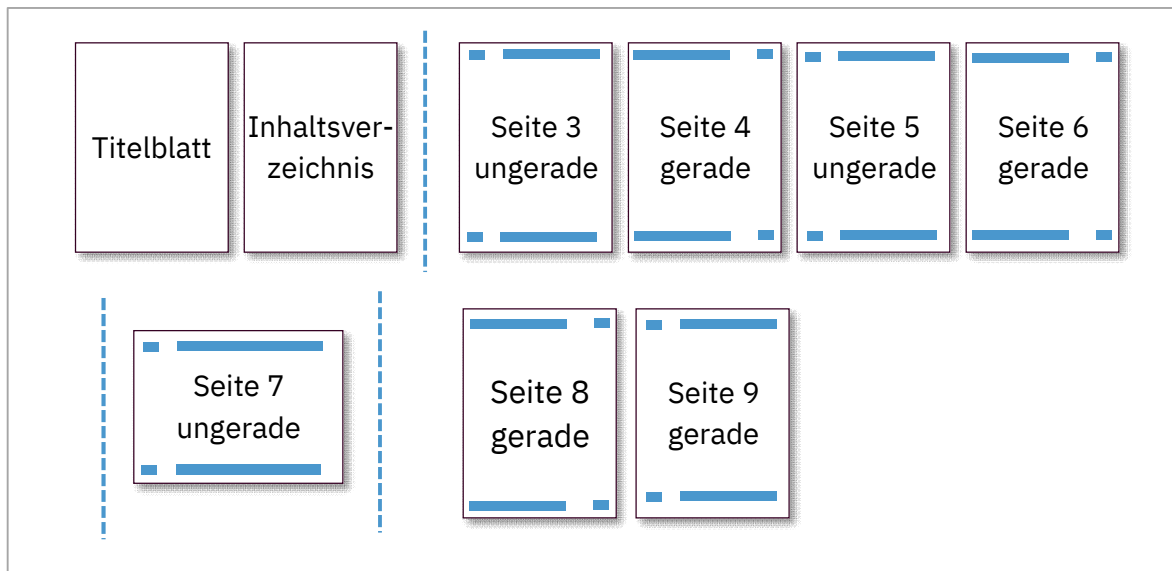 Titelblatt
Inhaltsver-
zeichnis
Seite 3
ungerade
Seite 4
gerade
Seite 5
ungerade
Seite 6
gerade
Seite 7
ungerade
Seite 8
gerade
Seite 9
gerade